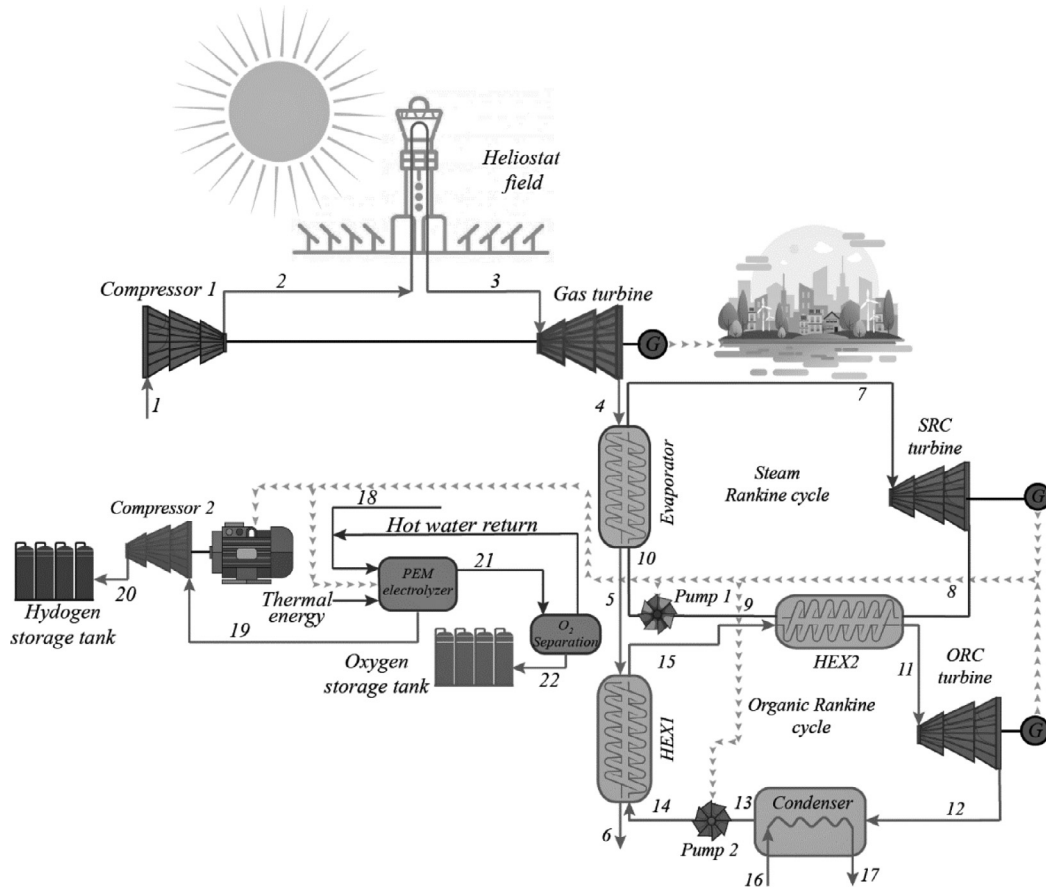 Heliostat
field
Compressor 1
2
3
Gas turbine
G
1
4
7
SRC
turbine
Evaporator
Steam
Rankine cycle
G
Compressor 2
18
Hot water return
10
PEM
electrolyzer
21
5
Pump 1
9
8
20
Hydogen
storage tank
Thermal
energy
19
O2
Separation
HEX2
15
11
ORC
turbine
Oxygen
storage tank
22
HEX1
Organic Rankine
cycle
G
14
13
Condenser
12
6
Pump 2
16
17